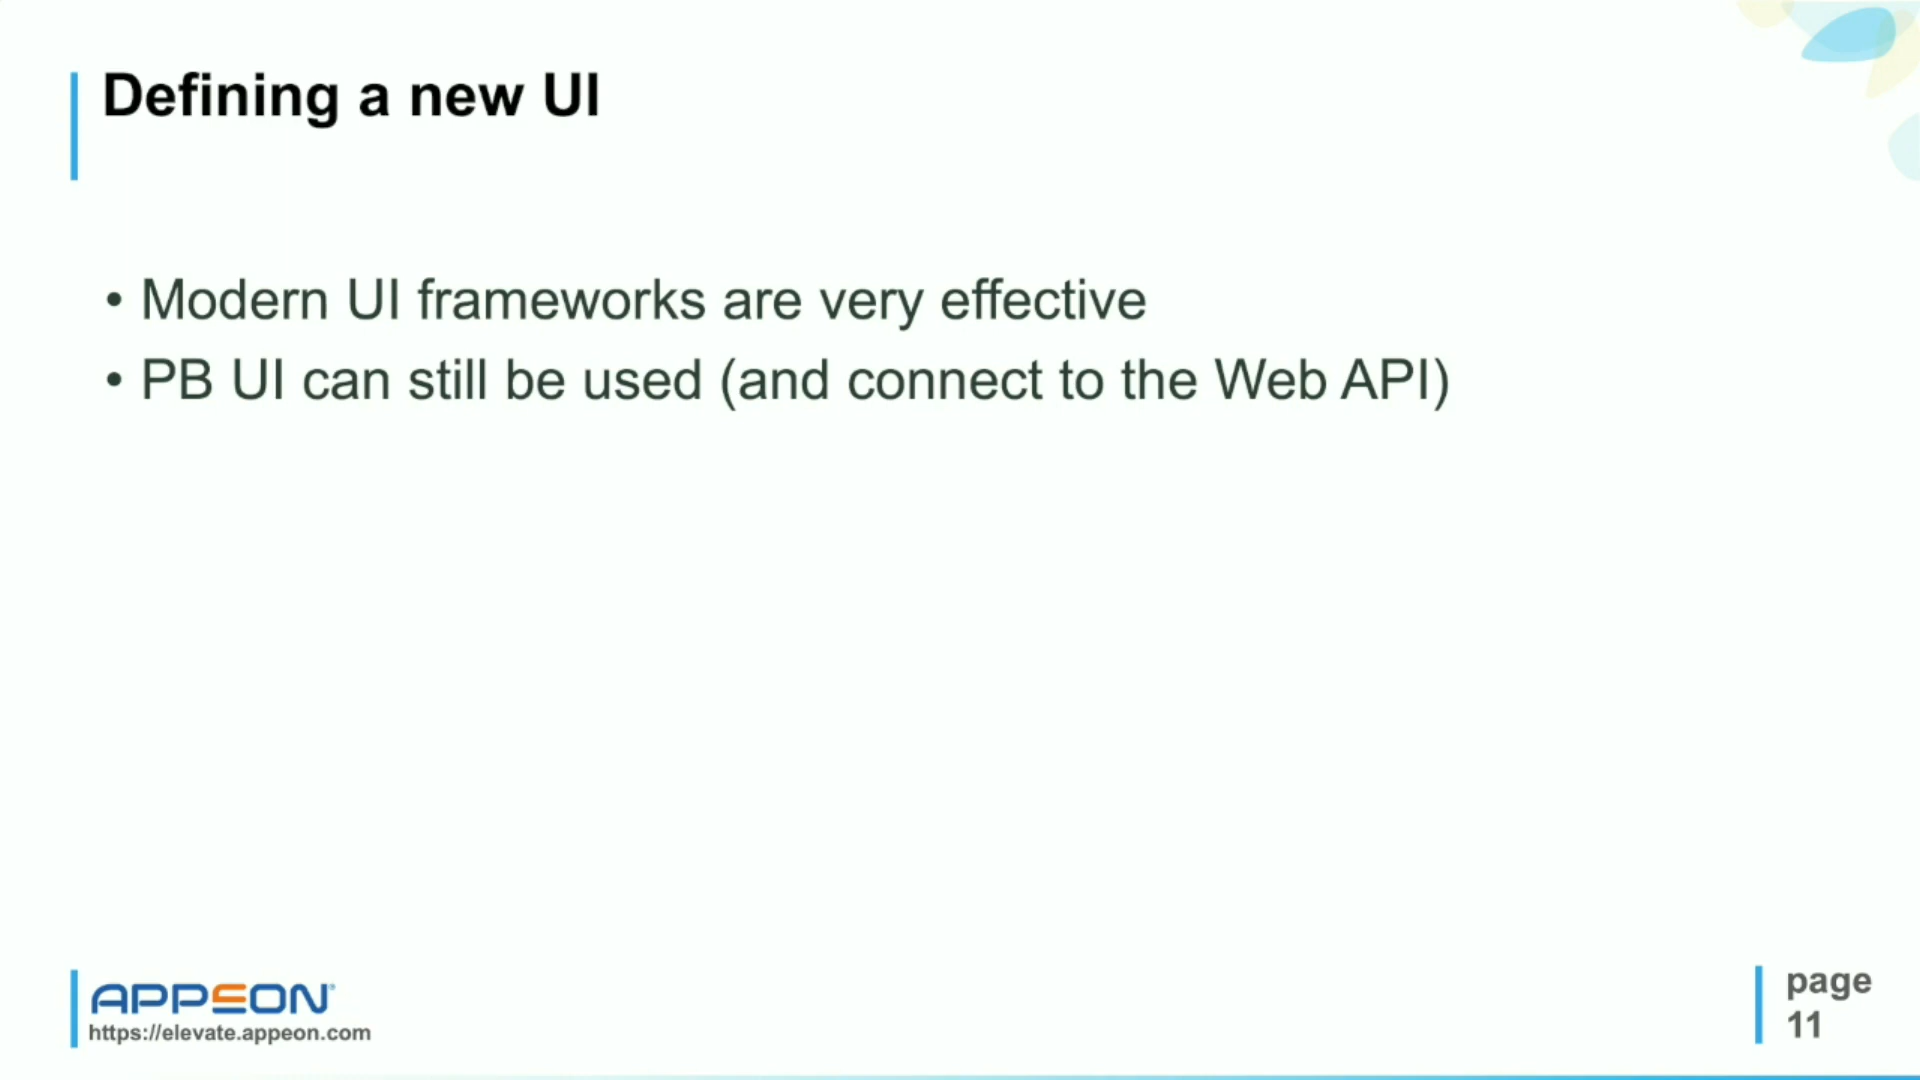 Defining a new UI
• Modern UI frameworks are very effective
• PB UI can still be used (and connect to the Web API)
APPEON®
https://elevate.appeon.com
page
11